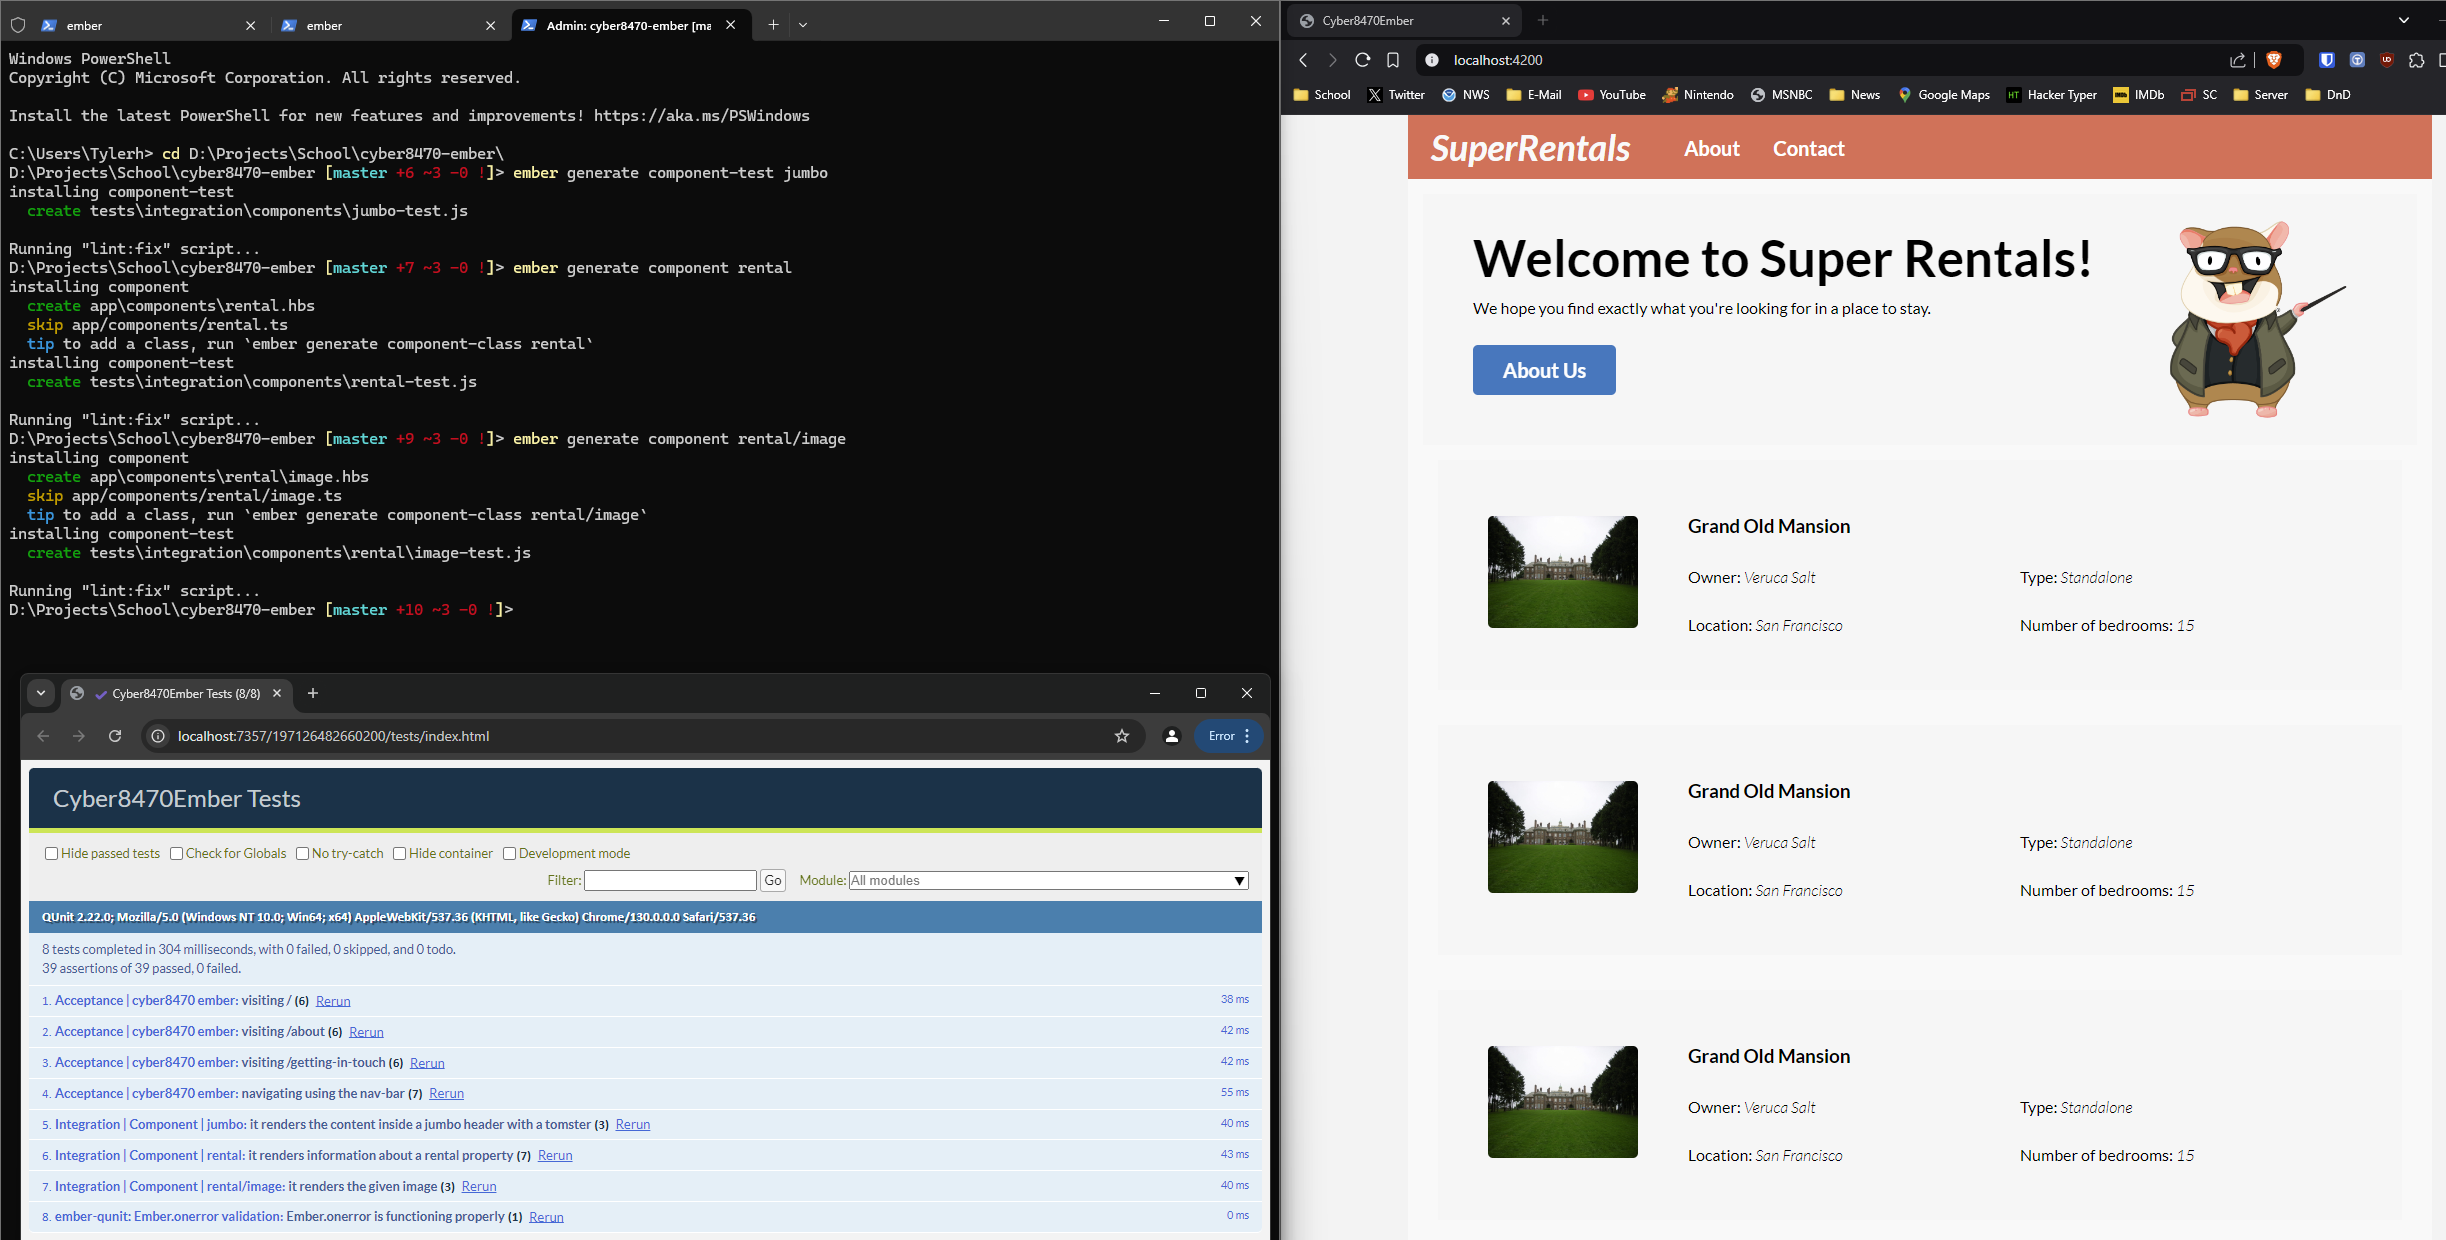 ember
ember
Admin: cyber8470-ember [ma
Windows PowerShell
Copyright (C) Microsoft Corporation. All rights reserved.
Install the latest PowerShell for new features and improvements! https://aka.ms/PSWindows
C:\Users\Tylerh> cd D:\Projects\School\cyber8470-ember\
D:\Projects\School\cyber8470-ember [master +6 ~3 -0 !]> ember generate component-test jumbo
installing component-test
create tests\integration\components\jumbo-test.js
Running "lint:fix" script...
D:\Projects\School\cyber8470-ember [master +7 ~3 -0 !]> ember generate component rental
installing component
create app\components\rental.hbs
skip app/components/rental.ts
tip to add a class, run `ember generate component-class rental`
installing component-test
create tests\integration\components\rental-test.js
Running "lint:fix" script...
D:\Projects\School\cyber8470-ember [master +9 ~3 -0 !]> ember generate component rental/image
installing component
create app\components\rental\image.hbs
skip app/components/rental/image.ts
tip to add a class, run `ember generate component-class rental/image`
installing component-test
create tests\integration\components\rental\image-test.js
Running "lint:fix" script...
D:\Projects\School\cyber8470-ember [master +10 ~3 -0 !]>
Cyber8470Ember Tests (8/8)
localhost:7357/197126482660200/tests/index.html
Error
Cyber8470Ember Tests
Hide passed tests Check for Globals No try-catch Hide container Development mode
Filter: Go Module: All modules
QUnit 2.22.0; Mozilla/5.0 (Windows NT 10.0; Win64; x64) AppleWebKit/537.36 (KHTML, like Gecko) Chrome/130.0.0.0 Safari/537.36
8 tests completed in 304 milliseconds, with 0 failed, 0 skipped, and 0 todo.
39 assertions of 39 passed, 0 failed.
1. Acceptance | cyber8470 ember: visiting / (6) Rerun 38 ms
2. Acceptance | cyber8470 ember: visiting /about (6) Rerun 42 ms
3. Acceptance | cyber8470 ember: visiting /getting-in-touch (6) Rerun 42 ms
4. Acceptance | cyber8470 ember: navigating using the nav-bar (7) Rerun 55 ms
5. Integration | Component | jumbo: it renders the content inside a jumbo header with a tomster (3) Rerun 40 ms
6. Integration | Component | rental: it renders information about a rental property (7) Rerun 43 ms
7. Integration | Component | rental/image: it renders the given image (3) Rerun 40 ms
8. ember-qunit: Ember.onerror validation: Ember.onerror is functioning properly (1) Rerun 0 ms
Cyber8470Ember
localhost:4200
School Twitter NWS E-Mail YouTube Nintendo MSNBC News Google Maps HT Hacker Typer IMDb SC Server DnD
SuperRentals About Contact
Welcome to Super Rentals!
We hope you find exactly what you're looking for in a place to stay.
About Us
Grand Old Mansion
Owner: Veruca Salt Type: Standalone
Location: San Francisco Number of bedrooms: 15
Grand Old Mansion
Owner: Veruca Salt Type: Standalone
Location: San Francisco Number of bedrooms: 15
Grand Old Mansion
Owner: Veruca Salt Type: Standalone
Location: San Francisco Number of bedrooms: 15